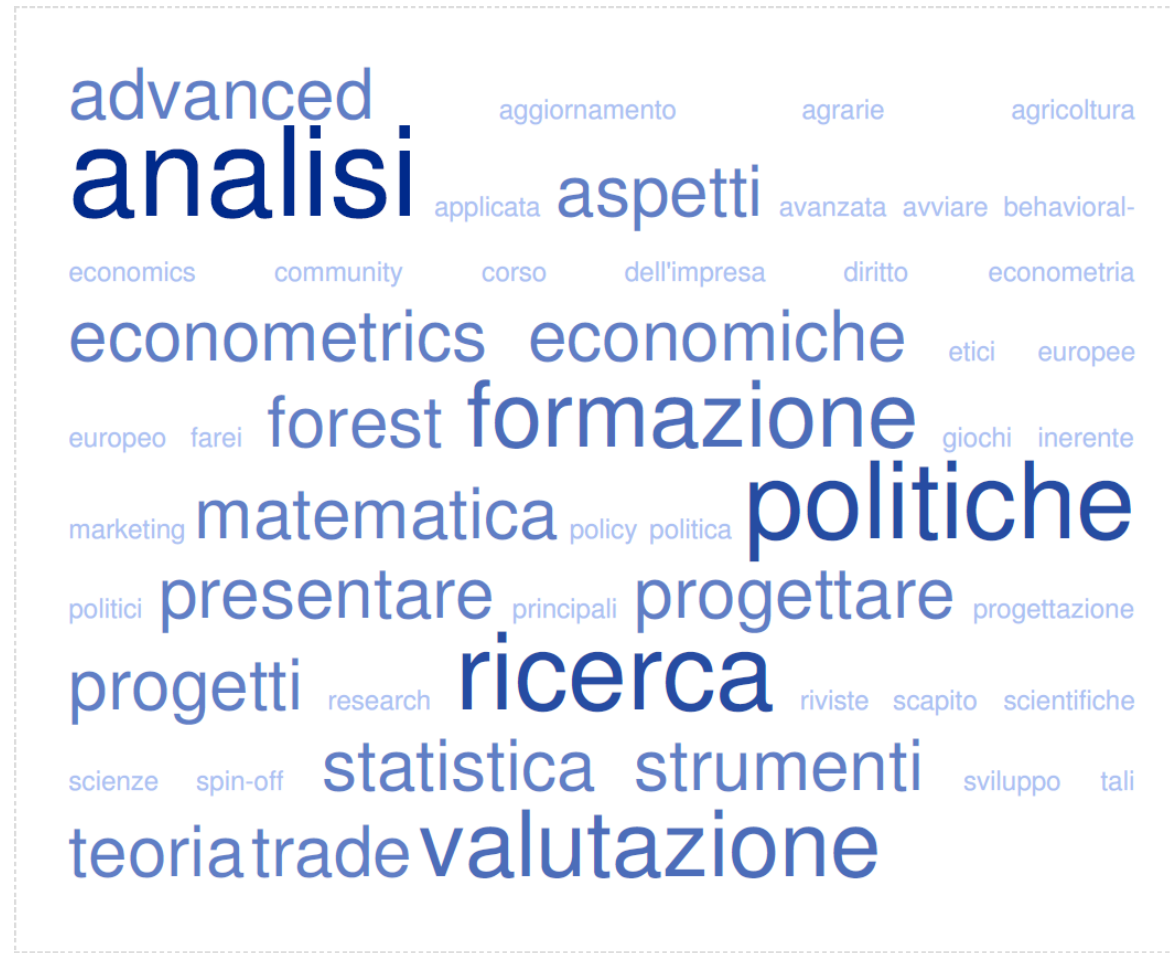 advanced aggiornamento agrarie agricoltura
analisi applicata aspetti avanzata avviare behavioral-
economics community corso dell'impresa diritto econometria
econometrics economiche etici europee
europeo farei forest formazione giochi inerente
marketing matematica policy politica politiche
politici presentare principali progettare progettazione
progetti research ricerca riviste scapito scientifiche
scienze spin-off statistica strumenti sviluppo tali
teoria trade valutazione